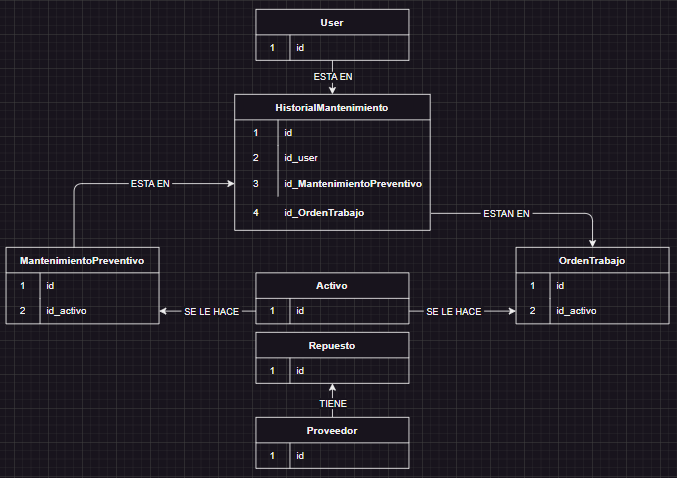 User
1 id
ESTA EN
HistorialMantenimiento
1 id
2 id_user
3 id_MantenimientoPreventivo
4 id_OrdenTrabajo
ESTA EN
ESTAN EN
MantenimientoPreventivo
1 id
2 id_activo
SE LE HACE
Activo
1 id
SE LE HACE
OrdenTrabajo
1 id
2 id_activo
Repuesto
1 id
TIENE
Proveedor
1 id